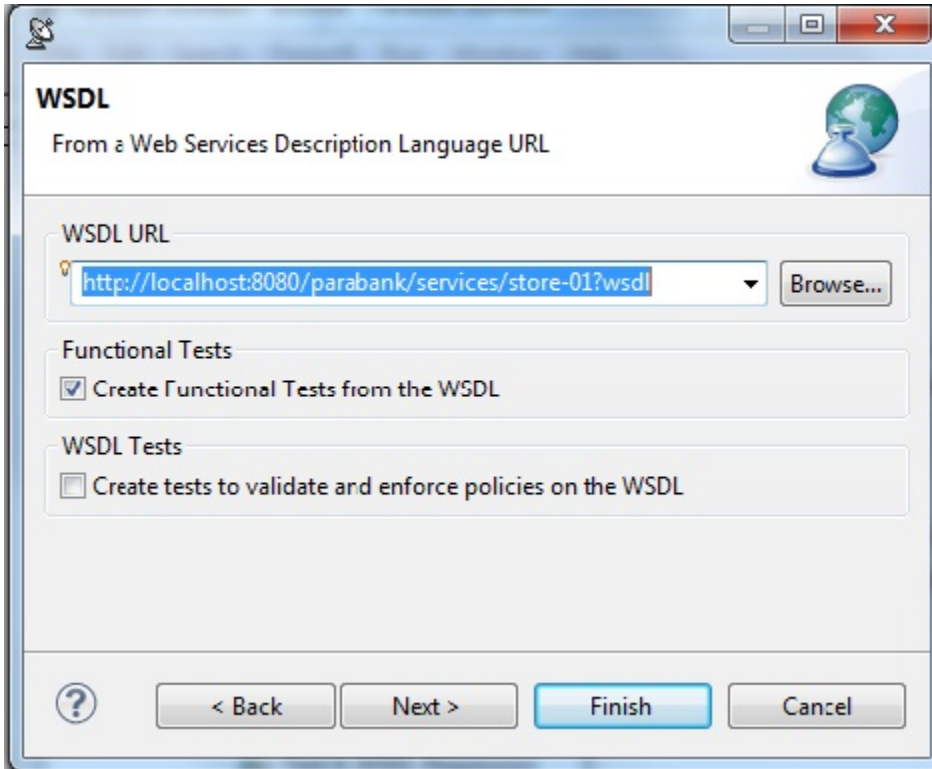 WSDL
From a Web Services Description Language URL
WSDL URL
http://localhost:8080/parabank/services/store-01?wsdl
Browse...
Functional Tests
Create Functional Tests from the WSDL
WSDL Tests
Create tests to validate and enforce policies on the WSDL
?
< Back
Next >
Finish
Cancel